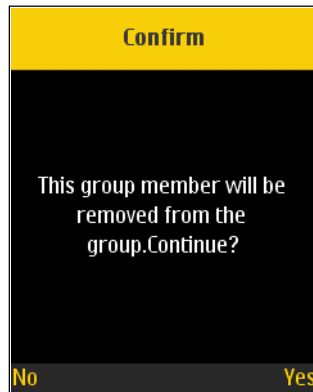 Confirm
This group member will be
removed from the
group.Continue?
No Yes